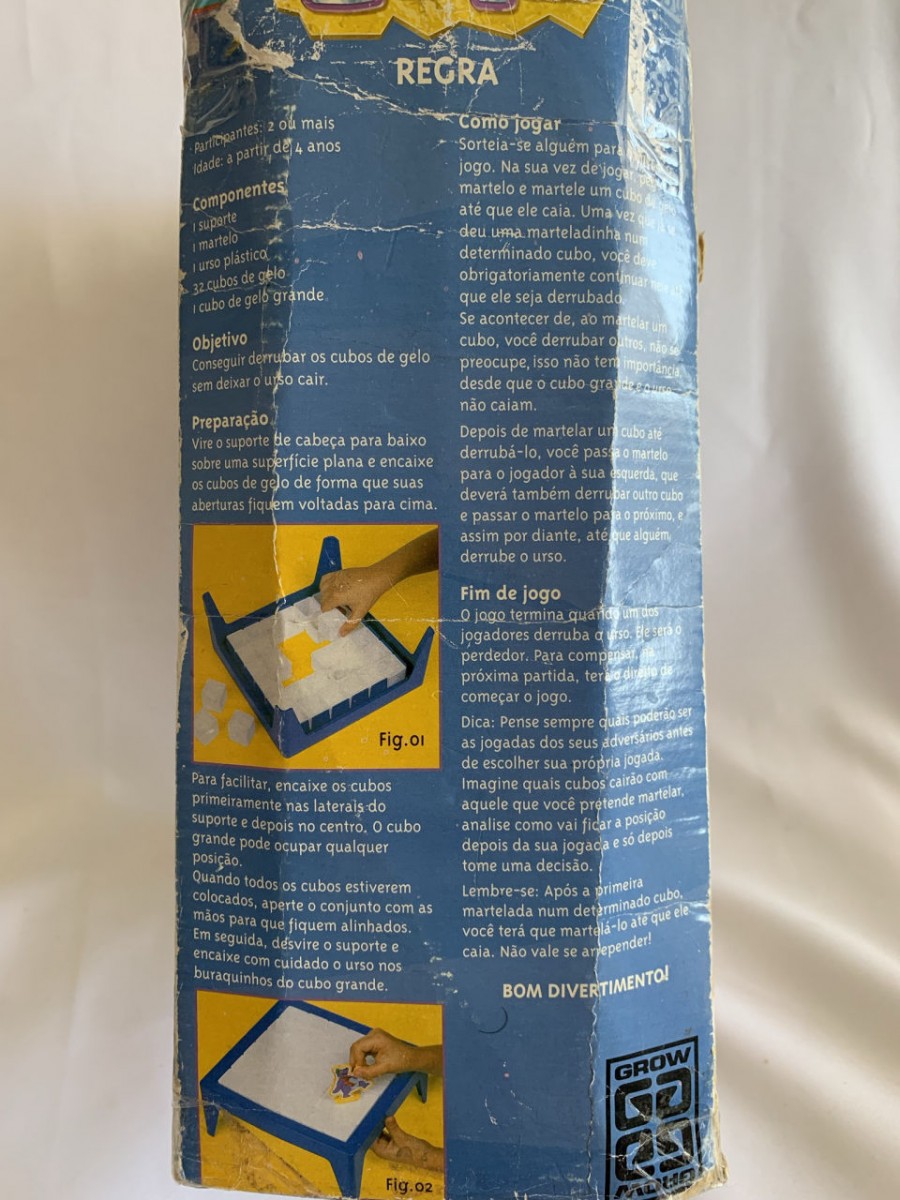 REGRA
Participantes: 2 ou mais
Idade: a partir de 4 anos
Componentes
1 suporte
1 martelo
1 urso plástico
32 cubos de gelo
1 cubo de gelo grande
Objetivo
Conseguir derrubar os cubos de gelo
sem deixar o urso cair.
Preparação
Vire o suporte de cabeça para baixo
sobre uma superfície plana e encaixe
os cubos de gelo de forma que suas
aberturas fiquem voltadas para cima.
Fig.01
Para facilitar, encaixe os cubos
primeiramente nas laterais do
suporte e depois no centro. O cubo
grande pode ocupar qualquer
posição.
Quando todos os cubos estiverem
colocados, aperte o conjunto com as
mãos para que fiquem alinhados.
Em seguida, desvire o suporte e
encaixe com cuidado o urso nos
buraquinhos do cubo grande.
Fig.02
Como jogar
Sorteia-se alguém para
jogo. Na sua vez de jogar,
martelo e martele um cubo
até que ele caia. Uma vez que
deu uma marteladinha num
determinado cubo, você deve
obrigatoriamente continuar
que ele seja derrubado.
Se acontecer de, ao martelar um
cubo, você derrubar outros, não se
preocupe, isso não tem importância,
desde que o cubo grande e o urso
não caiam.
Depois de martelar um cubo até
derrubá-lo, você passa o martelo
para o jogador à sua esquerda, que
deverá também derrubar outro cubo
e passar o martelo para o próximo, e
assim por diante, até que alguém
derrube o urso.
Fim de jogo
O jogo termina quando um dos
jogadores derruba o urso. Ele será o
perdedor. Para compensar, na
próxima partida, terá o direito de
começar o jogo.
Dica: Pense sempre quais poderão ser
as jogadas dos seus adversários antes
de escolher sua própria jogada.
Imagine quais cubos cairão com
aquele que você pretende martelar,
analise como vai ficar a posição
depois da sua jogada e só depois
tome uma decisão.
Lembre-se: Após a primeira
martelada num determinado cubo,
você terá que martelá-lo até que ele
caia. Não vale se arrepender!
BOM DIVERTIMENTO!
GROW